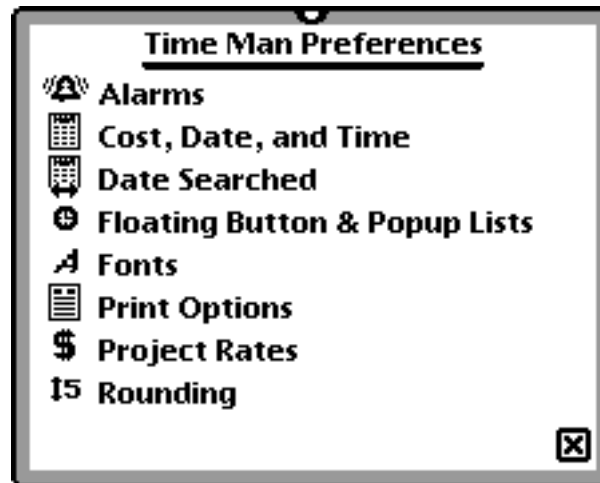 Time Man Preferences
Alarms
Cost, Date, and Time
Date Searched
Floating Button & Popup Lists
A Fonts
Print Options
$ Project Rates
↕5 Rounding